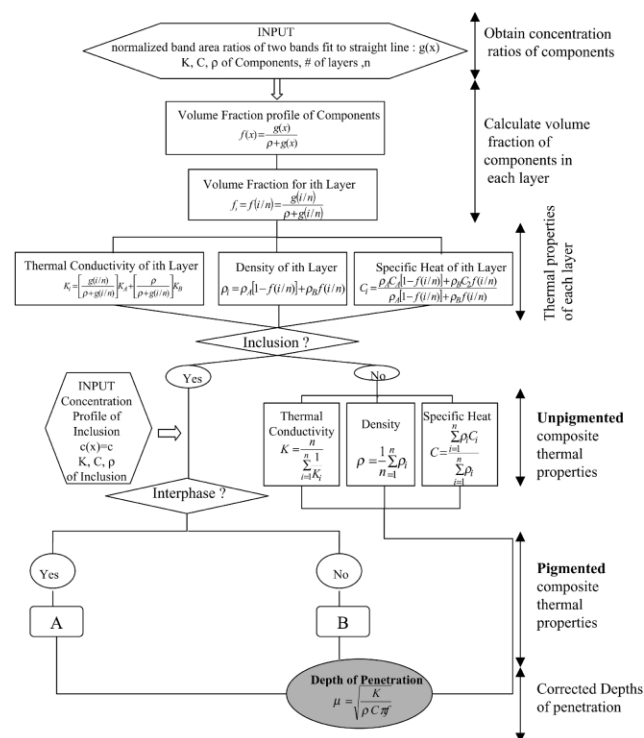 INPUT
normalized band area ratios of two bands fit to straight line : g(x)
K, C, ρ of Components, # of layers ,n
Obtain concentration
ratios of components
Volume Fraction profile of Components
f(x)=g(x)/ρ+g(x)
Calculate volume
fraction of
components in
each layer
Volume Fraction for ith Layer
f_i=f(i/n)=g(i/n)/ρ+g(i/n)
Thermal Conductivity of ith Layer
K_i=[g(i/n)/ρ+g(i/n)]K_A+[ρ/ρ+g(i/n)]K_B
Density of ith Layer
ρ_i=ρ_A[1-f(i/n)]+ρ_B f(i/n)
Specific Heat of ith Layer
C_i=ρ_A C_A[1-f(i/n)]+ρ_B C_2 f(i/n)/ρ_A[1-f(i/n)]+ρ_B f(i/n)
Thermal properties
of each layer
Inclusion ?
Yes
No
INPUT
Concentration
Profile of
Inclusion
c(x)=c
K, C, ρ
of Inclusion
Thermal
Conductivity
K=n/∑_{i=1}^{n}1/K_i
Density
ρ=1/n∑_{n=1}^{n}ρ_i
Specific Heat
C=∑_{i=1}^{n}ρ_i C_i/∑_{i=1}^{n}ρ_i
Unpigmented
composite
thermal
properties
Interphase ?
Yes
No
A
B
Pigmented
composite
thermal
properties
Depth of Penetration
μ=√K/ρ C πf
Corrected Depths
of penetration